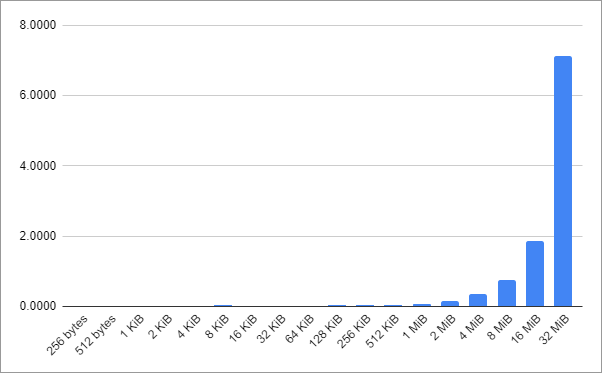 8.0000
6.0000
4.0000
2.0000
0.0000
256 bytes
512 bytes
1 KiB
2 KiB
4 KiB
8 KiB
16 KiB
32 KiB
64 KiB
128 KiB
256 KiB
512 KiB
1 MiB
2 MiB
4 MiB
8 MiB
16 MiB
32 MiB